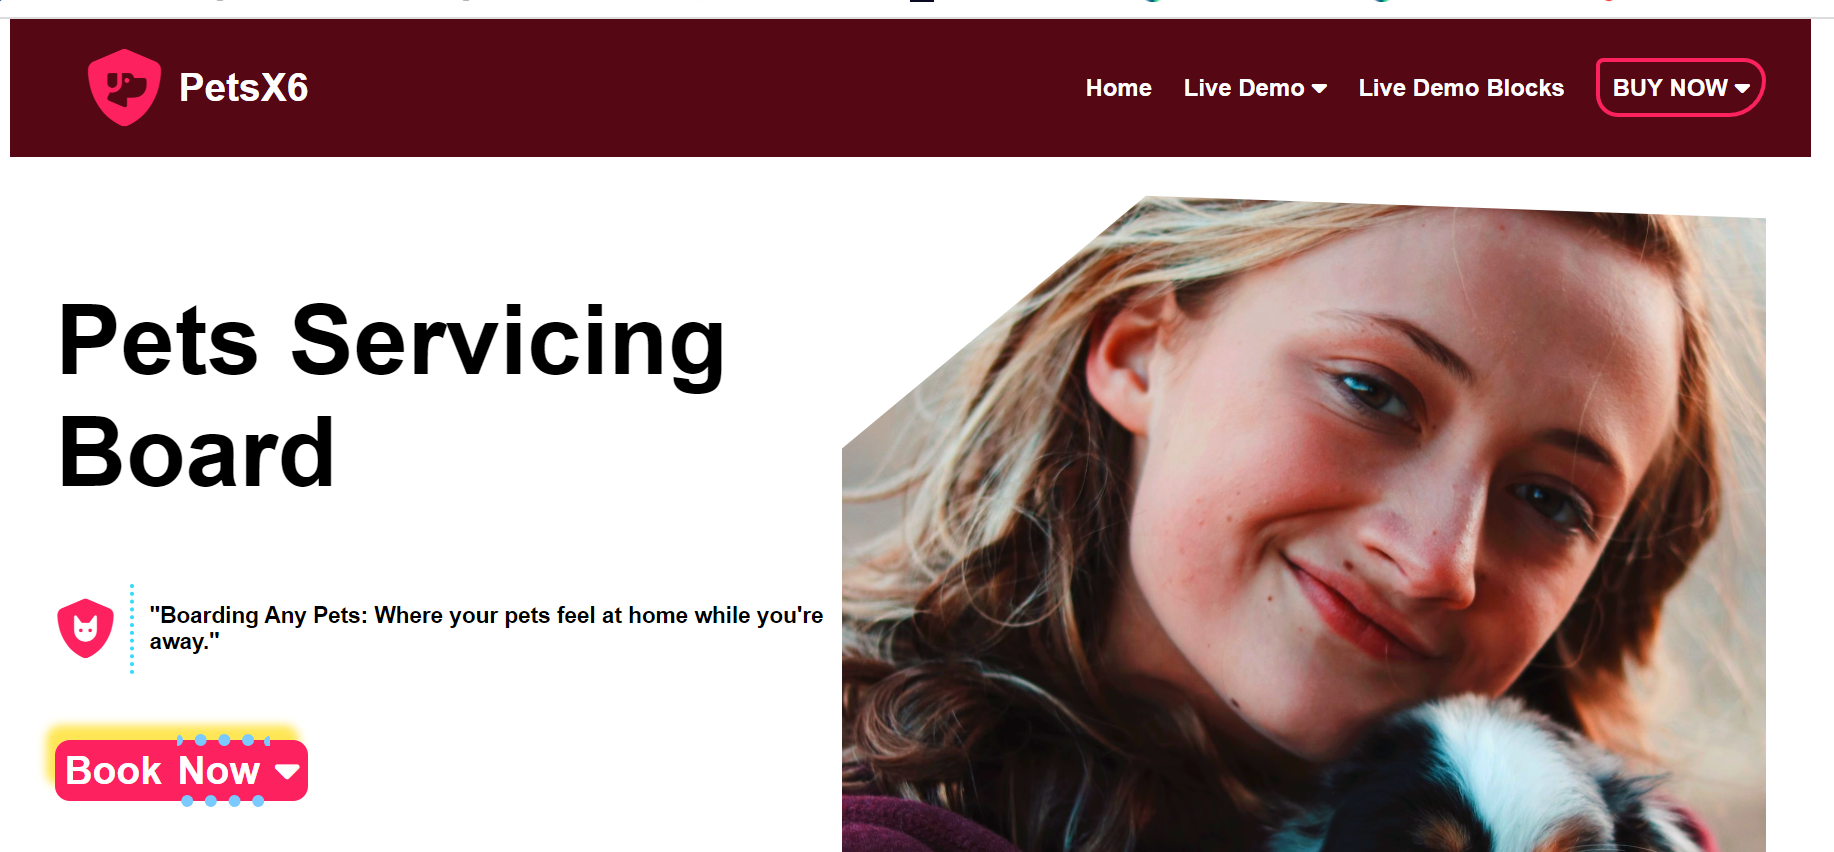 PetsX6
Home Live Demo Live Demo Blocks BUY NOW
Pets Servicing
Board
"Boarding Any Pets: Where your pets feel at home while you're
away."
Book Now